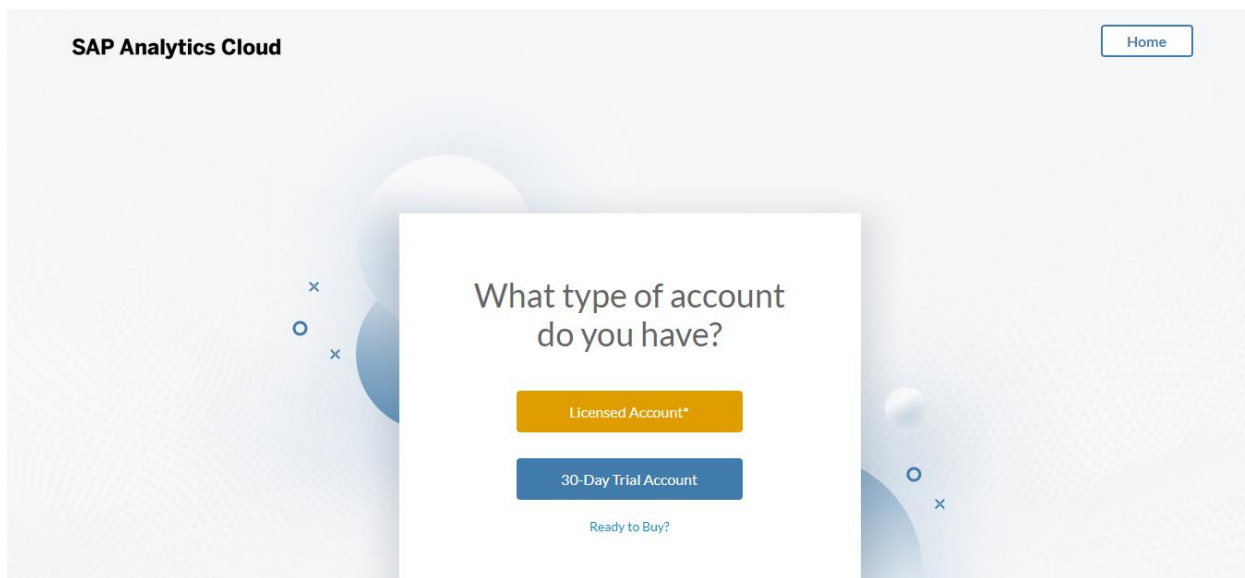 SAP Analytics Cloud
Home
What type of account
do you have?
Licensed Account*
30-Day Trial Account
Ready to Buy?